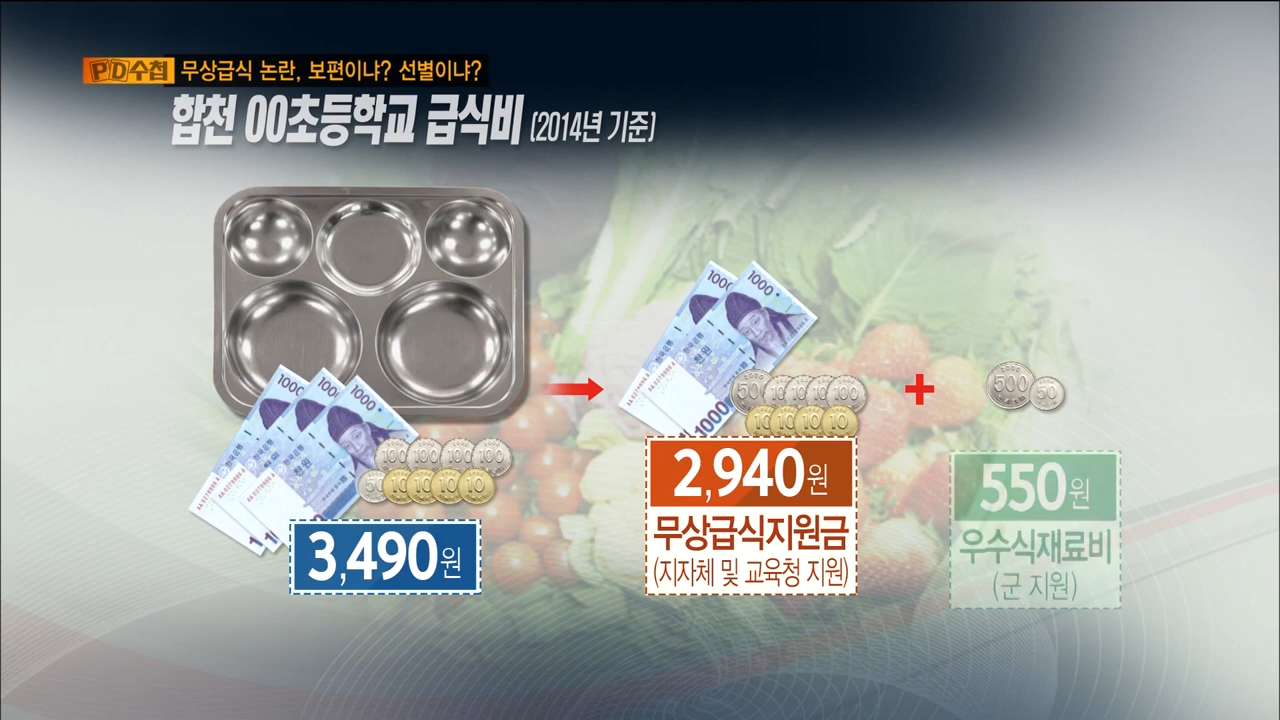 PD수첩 무상급식 논란, 보편이냐? 선별이냐?
합천 00초등학교 급식비 (2014년 기준)
3,490원
2,940원
무상급식지원금
(지자체 및 교육청 지원)
550원
우수식재료비
(군 지원)